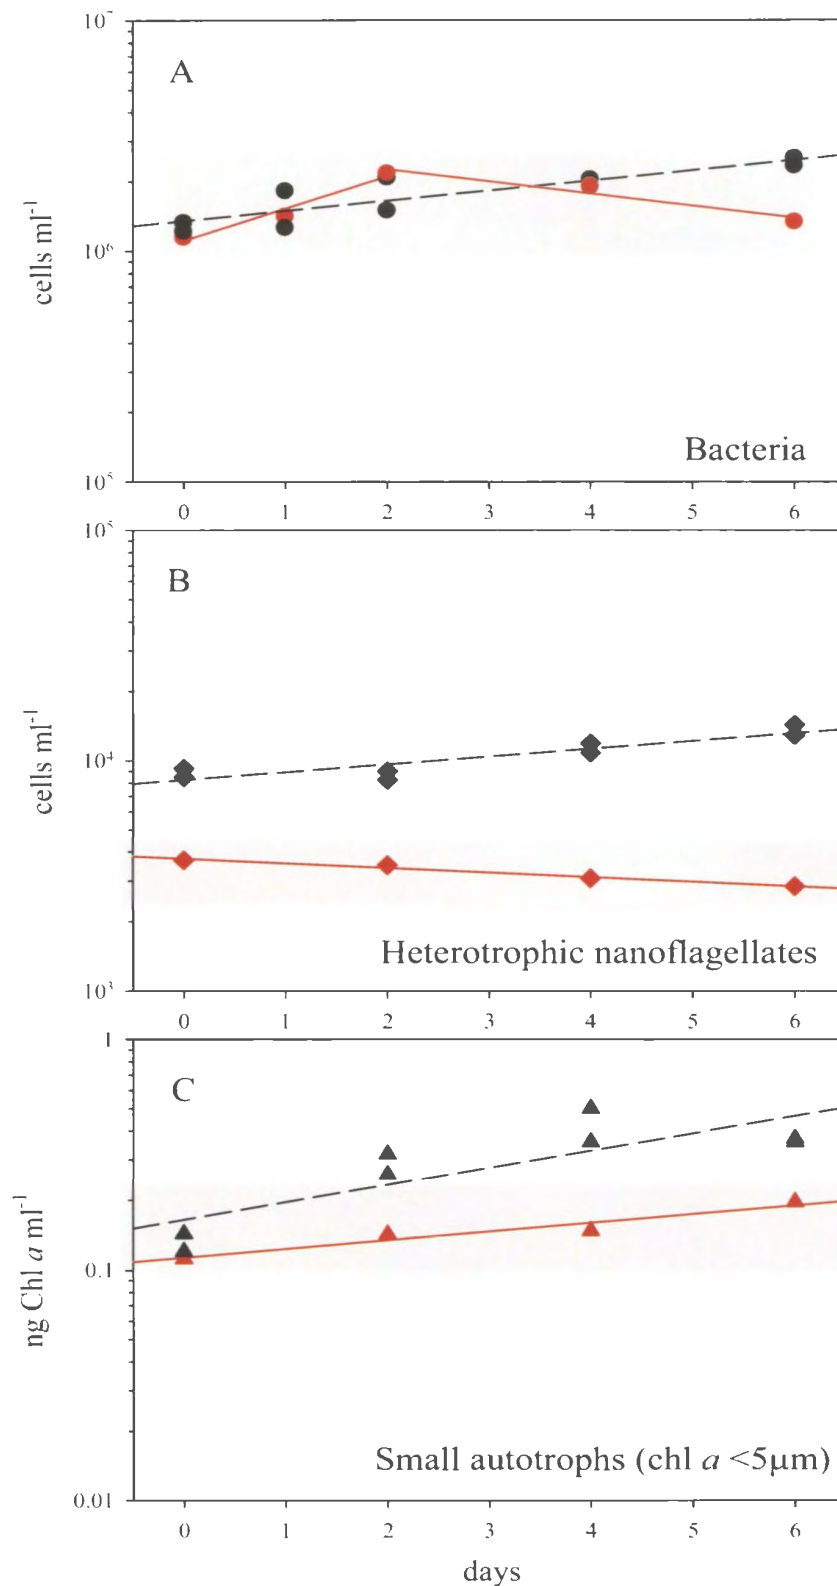 10⁷
A
cells ml⁻¹
10⁶
Bacteria
10⁵
0 1 2 3 4 5 6
10⁵
B
cells ml⁻¹
10⁴
Heterotrophic nanoflagellates
10³
0 1 2 3 4 5 6
1
C
ng Chl a ml⁻¹
0.1
Small autotrophs (chl a <5µm)
0.01
0 1 2 3 4 5 6
days